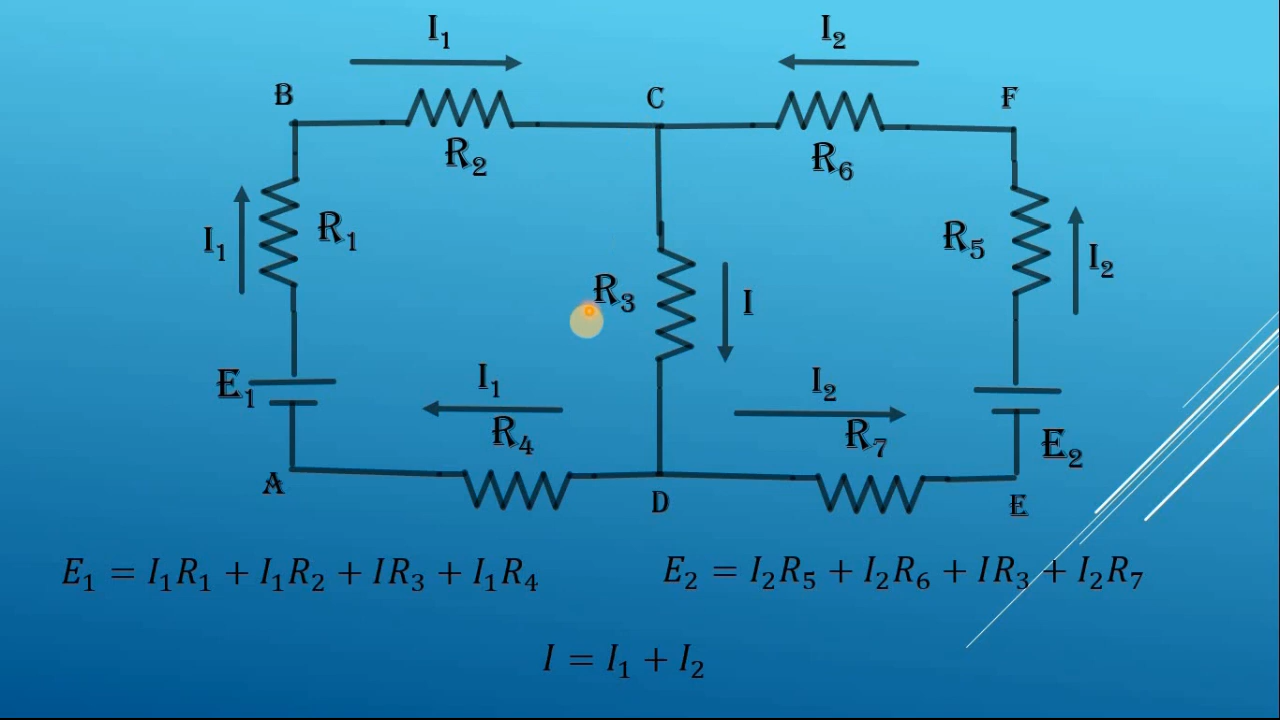 I₁
I₂
B
C
F
R₂
R₆
I₁
R₁
R₃
I
R₅
I₂
E₁
I₁
I₂
R₄
R₇
E₂
A
D
E
E₁ = I₁R₁ + I₁R₂ + IR₃ + I₁R₄
E₂ = I₂R₅ + I₂R₆ + IR₃ + I₂R₇
I = I₁ + I₂